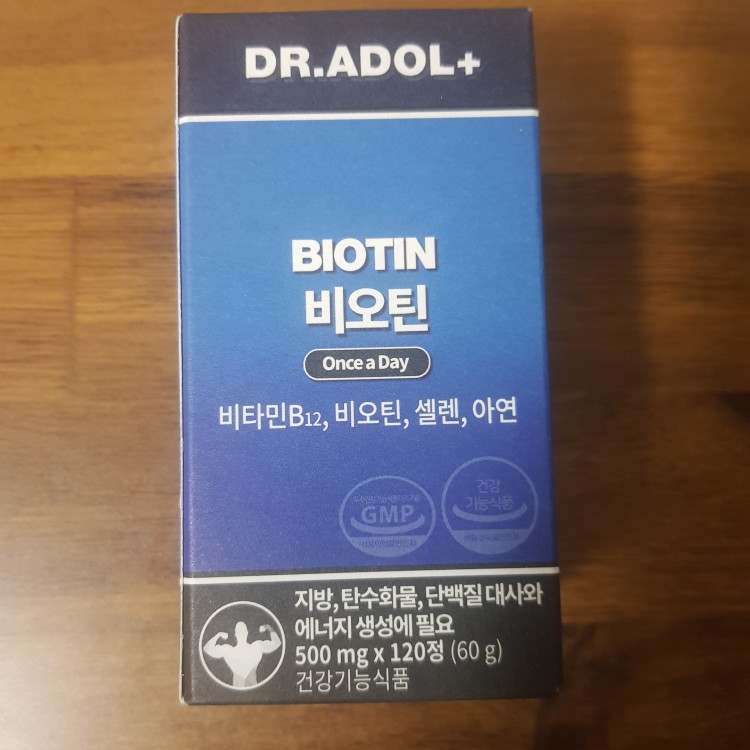 DR.ADOL+
BIOTIN
비오틴
Once a Day
비타민B12, 비오틴, 셀렌, 아연
GMP
건강
기능식품
지방, 탄수화물, 단백질 대사와
에너지 생성에 필요
500 mg x 120정 (60 g)
건강기능식품